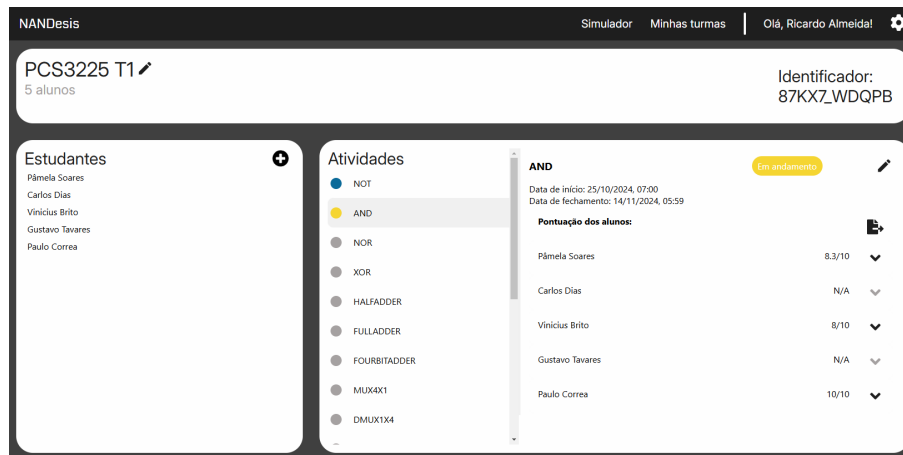 NANDesis
Simulador
Minhas turmas
Olá, Ricardo Almeida!
PCS3225 T1
5 alunos
Identificador:
87KX7_WDQPB
Estudantes
Pâmela Soares
Carlos Dias
Vinicius Brito
Gustavo Tavares
Paulo Correa
Atividades
NOT
AND
NOR
XOR
HALFADDER
FULLADDER
FOURBITADDER
MUX4X1
DMUX1X4
AND
Em andamento
Data de início: 25/10/2024, 07:00
Data de fechamento: 14/11/2024, 05:59
Pontuação dos alunos:
Pâmela Soares 8.3/10
Carlos Dias N/A
Vinicius Brito 8/10
Gustavo Tavares N/A
Paulo Correa 10/10